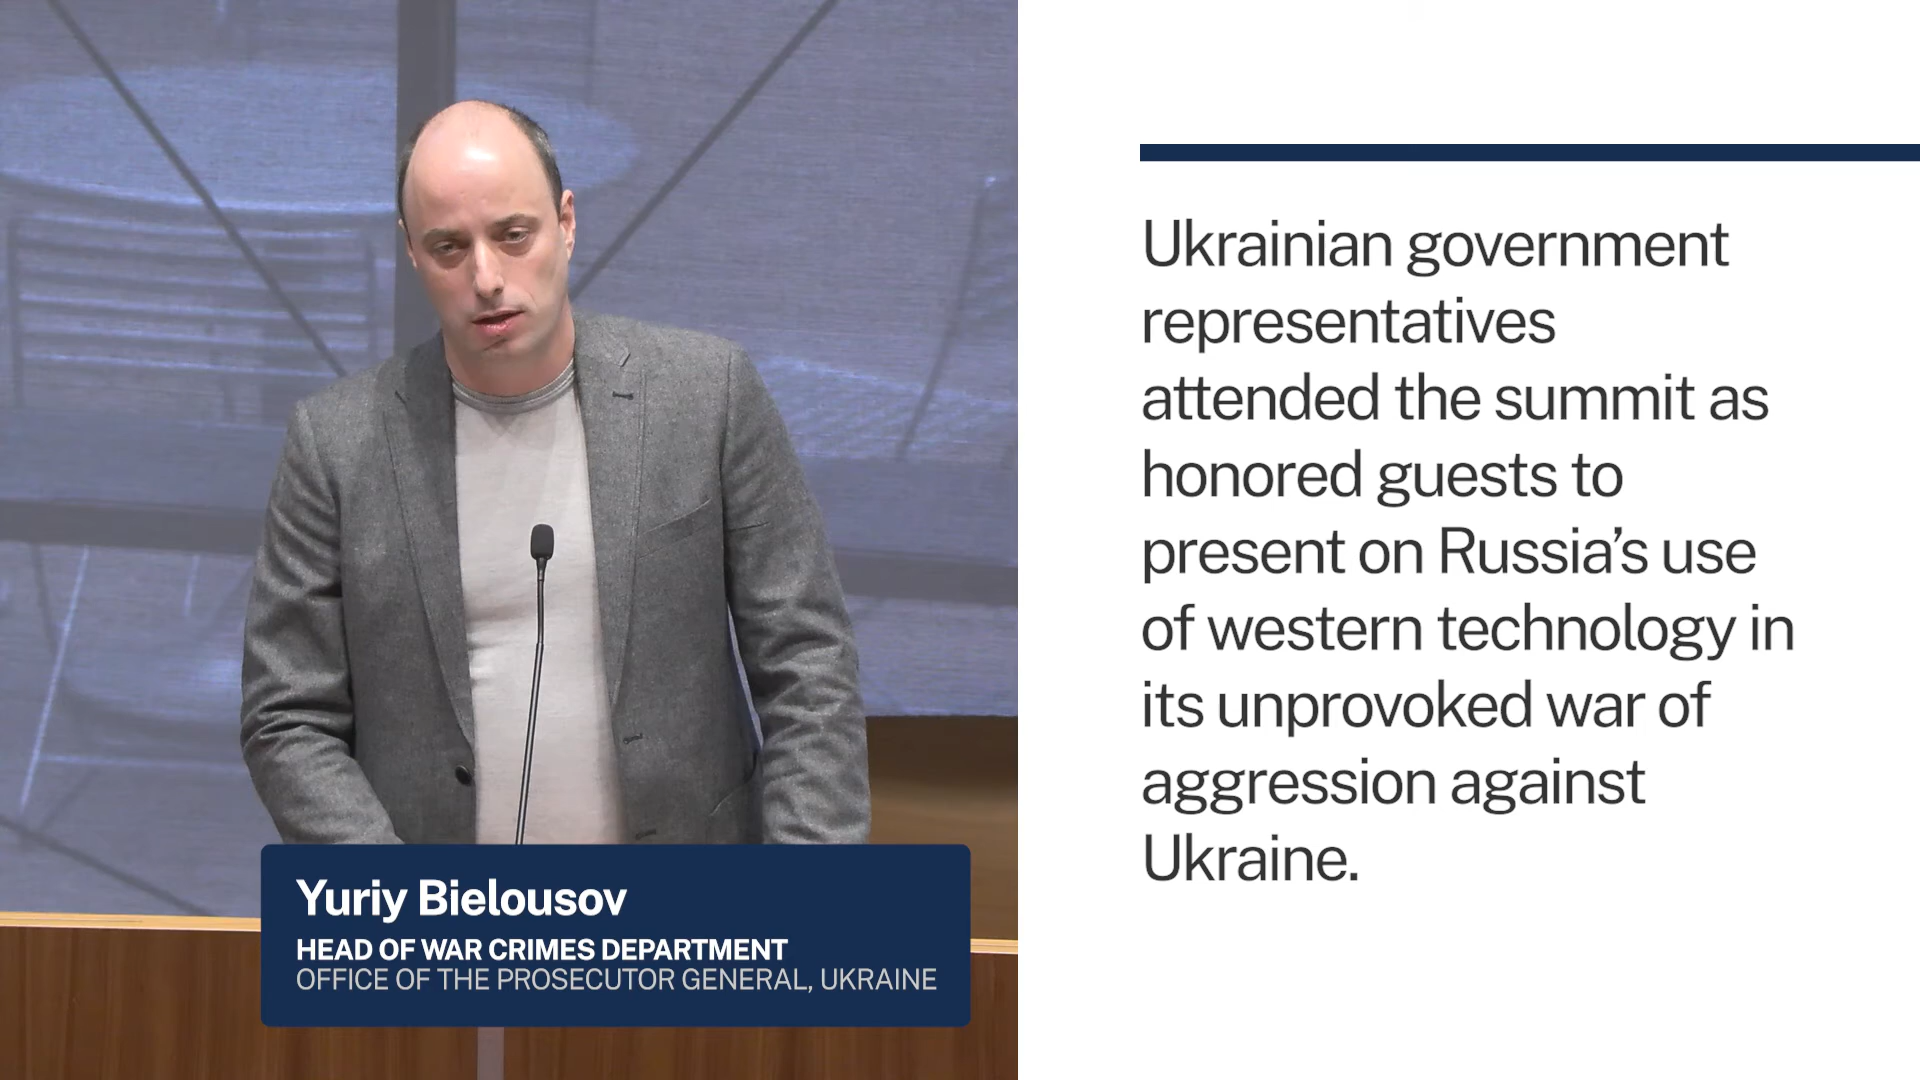 Yuriy Bielousov
HEAD OF WAR CRIMES DEPARTMENT
OFFICE OF THE PROSECUTOR GENERAL, UKRAINE
Ukrainian government
representatives
attended the summit as
honored guests to
present on Russia’s use
of western technology in
its unprovoked war of
aggression against
Ukraine.